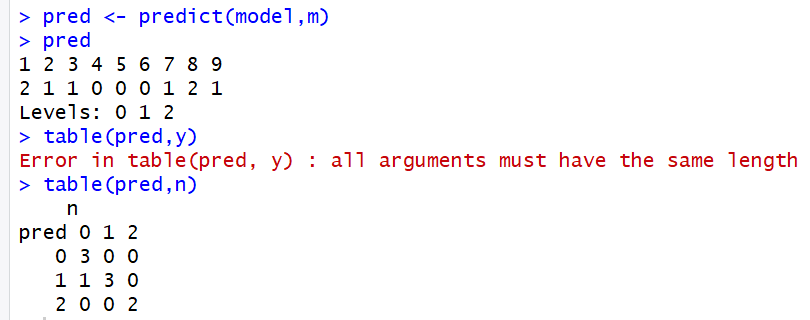 > pred <- predict(model,m)
> pred
1 2 3 4 5 6 7 8 9
2 1 1 0 0 0 1 2 1
Levels: 0 1 2
> table(pred,y)
Error in table(pred, y) : all arguments must have the same length
> table(pred,n)
    n
pred 0 1 2
   0 3 0 0
   1 1 3 0
   2 0 0 2